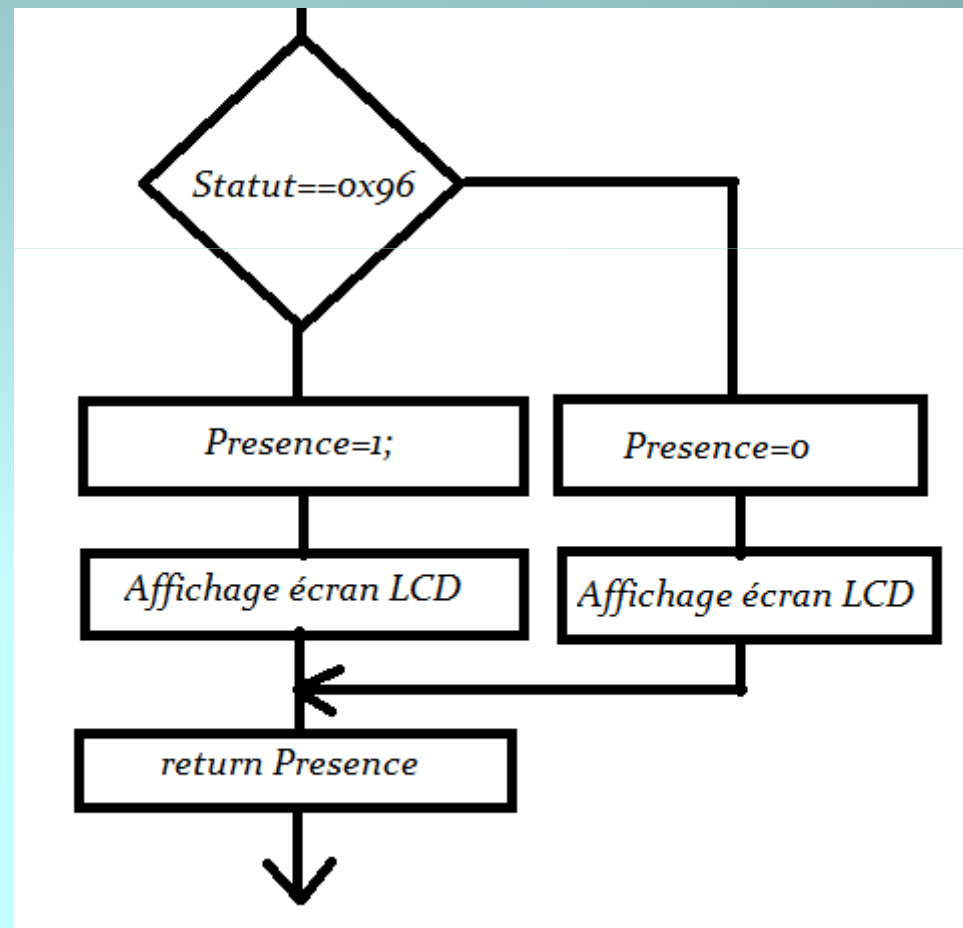 Statut==0x96
Presence=1;
Presence=0
Affichage écran LCD
Affichage écran LCD
return Presence